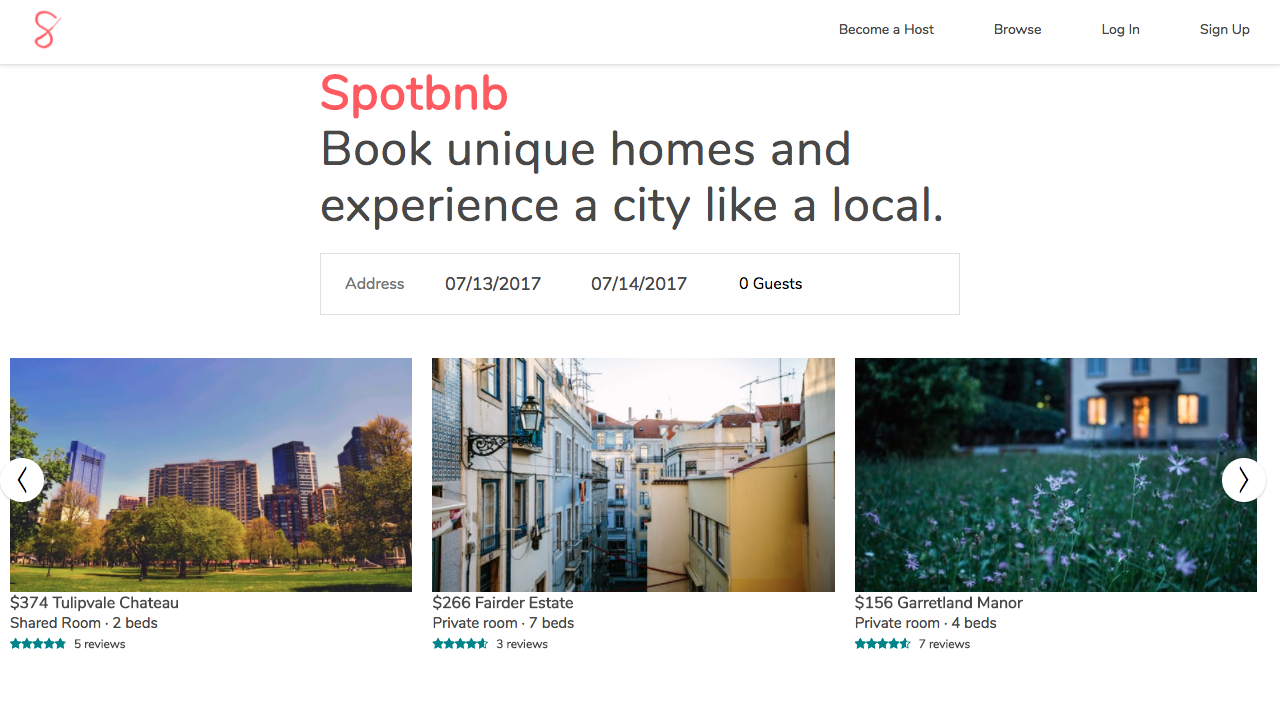 Become a Host Browse Log In Sign Up
Spotbnb
Book unique homes and
experience a city like a local.
Address 07/13/2017 07/14/2017 0 Guests
$374 Tulipvale Chateau
Shared Room · 2 beds
5 reviews
$266 Fairder Estate
Private room · 7 beds
3 reviews
$156 Garretland Manor
Private room · 4 beds
7 reviews